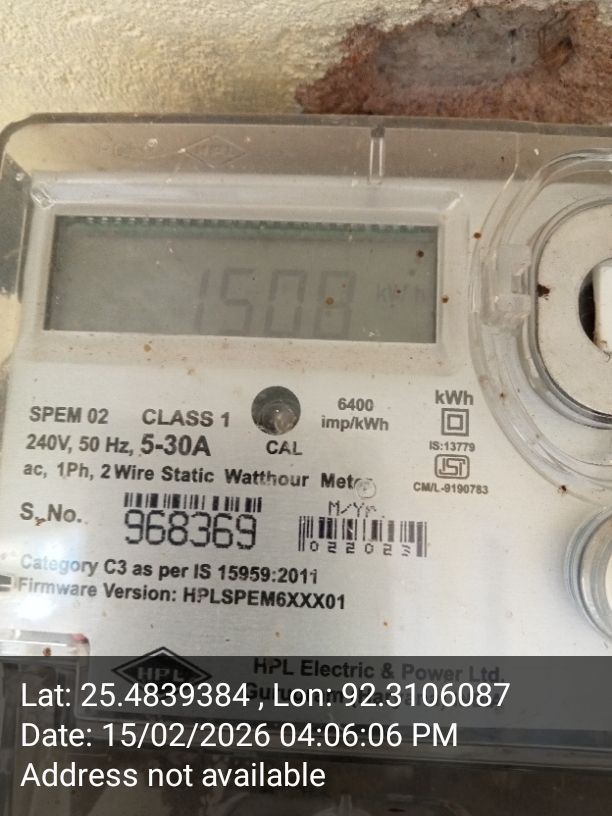 HPL
1508 kWh
SPEM 02 CLASS 1
240V, 50 Hz, 5-30A
CAL
6400
imp/kWh
kWh
IS:13779
ISI
CM/L-9190783
ac, 1Ph, 2 Wire Static Watthour Meter
S. No. 968369
M/Yr.
022023
Category C3 as per IS 15959:2011
Firmware Version: HPLSPEM6XXX01
HPL
HPL Electric & Power Ltd.
Lat: 25.4839384 , Lon: 92.3106087
Date: 15/02/2026 04:06:06 PM
Address not available